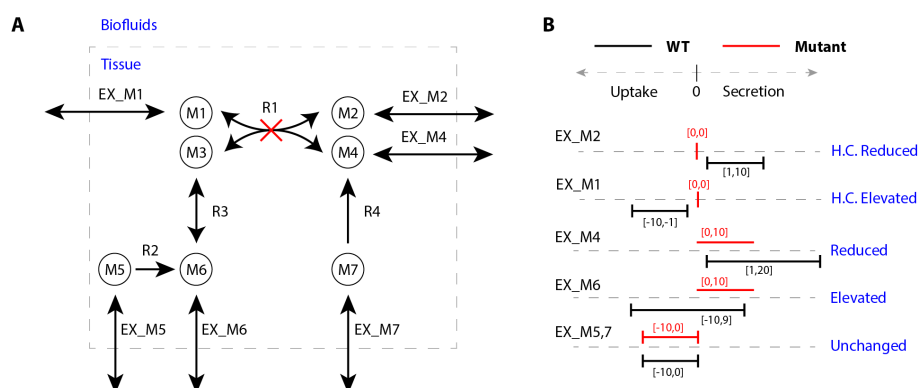 A
Biofluids
Tissue
EX_M1
R1
EX_M2
M1
M2
EX_M4
M3
M4
R3
R4
R2
M5
M6
M7
EX_M5
EX_M6
EX_M7
B
WT
Mutant
Uptake
0
Secretion
EX_M2
[0,0]
H.C. Reduced
[1,10]
EX_M1
[0,0]
H.C. Elevated
[-10,-1]
EX_M4
[0,10]
Reduced
[1,20]
EX_M6
[0,10]
Elevated
[-10,9]
EX_M5,7
[-10,0]
Unchanged
[-10,0]